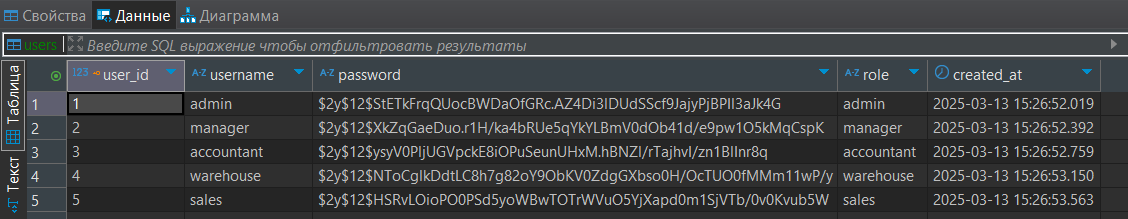 Свойства Данные Диаграмма
users Введите SQL выражение чтобы отфильтровать результаты
Таблица
Текст
123 user_id A-Z username A-Z password A-Z role created_at
1 1 admin $2y$12$StETkFrqQUocBWDaOfGRc.AZ4Di3IDUdSScf9JajyPjBPII3aJk4G admin 2025-03-13 15:26:52.019
2 2 manager $2y$12$XkZqGaeDuo.r1H/ka4bRUe5qYkYLBmV0dOb41d/e9pw1O5kMqCspK manager 2025-03-13 15:26:52.392
3 3 accountant $2y$12$ysyV0PljUGVpckE8iOPuSeunUHxM.hBNZl/rTajhvI/zn1BIlnr8q accountant 2025-03-13 15:26:52.759
4 4 warehouse $2y$12$NToCgIkDdtLC8h7g82oY9ObKV0ZdgGXbso0H/OcTUO0fMMm11wP/y warehouse 2025-03-13 15:26:53.150
5 5 sales $2y$12$HSRvLOioPO0PSd5yoWBwTOTrWVuO5YjXapd0m1SjVTb/0v0Kvub5W sales 2025-03-13 15:26:53.563